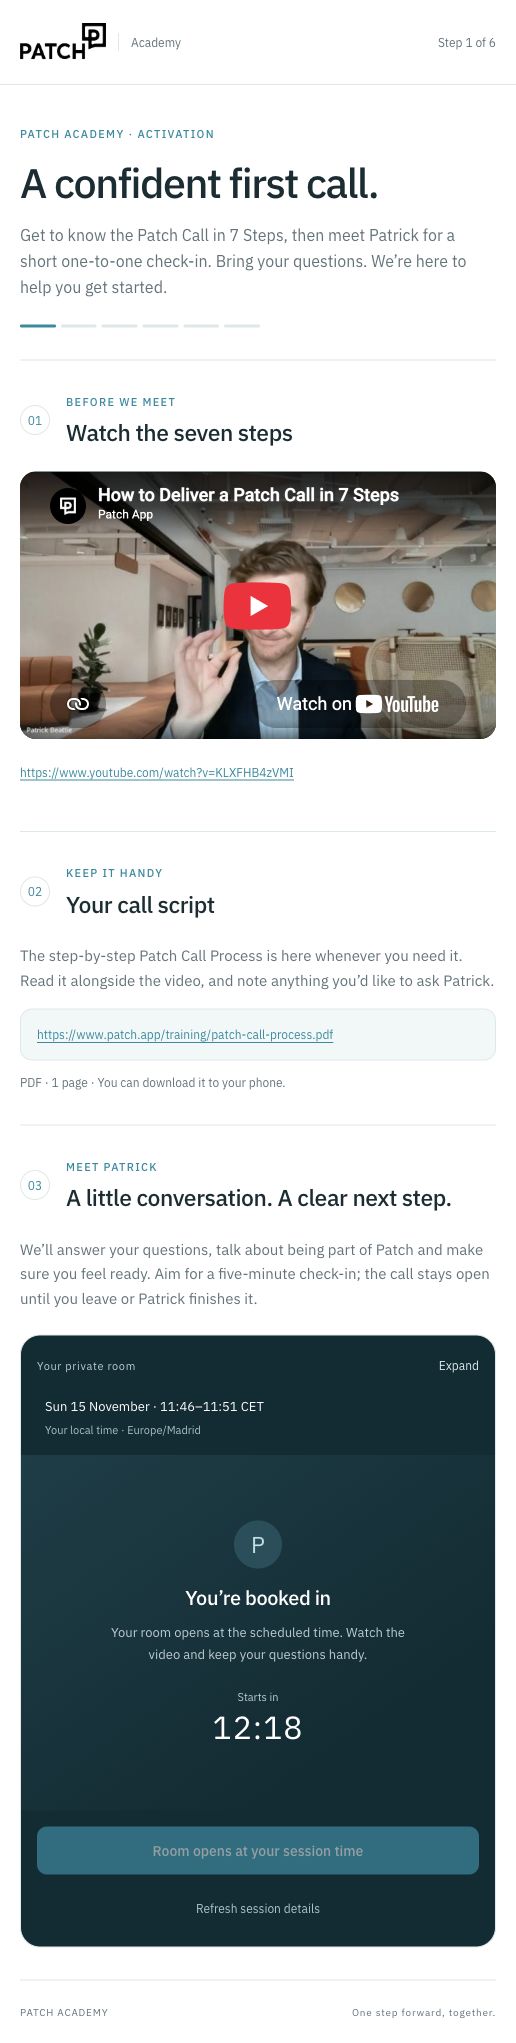 PATCH
Academy
Step 1 of 6
PATCH ACADEMY · ACTIVATION
A confident first call.
Get to know the Patch Call in 7 Steps, then meet Patrick for a
short one-to-one check-in. Bring your questions. We’re here to
help you get started.
BEFORE WE MEET
01
Watch the seven steps
How to Deliver a Patch Call in 7 Steps
Patch App
Watch on YouTube
Patrick Beattie
https://www.youtube.com/watch?v=KLXFHB4zVMI
KEEP IT HANDY
02
Your call script
The step-by-step Patch Call Process is here whenever you need it.
Read it alongside the video, and note anything you’d like to ask Patrick.
https://www.patch.app/training/patch-call-process.pdf
PDF · 1 page · You can download it to your phone.
MEET PATRICK
03
A little conversation. A clear next step.
We’ll answer your questions, talk about being part of Patch and make
sure you feel ready. Aim for a five-minute check-in; the call stays open
until you leave or Patrick finishes it.
Your private room
Expand
Sun 15 November · 11:46–11:51 CET
Your local time · Europe/Madrid
P
You’re booked in
Your room opens at the scheduled time. Watch the
video and keep your questions handy.
Starts in
12:18
Room opens at your session time
Refresh session details
PATCH ACADEMY
One step forward, together.